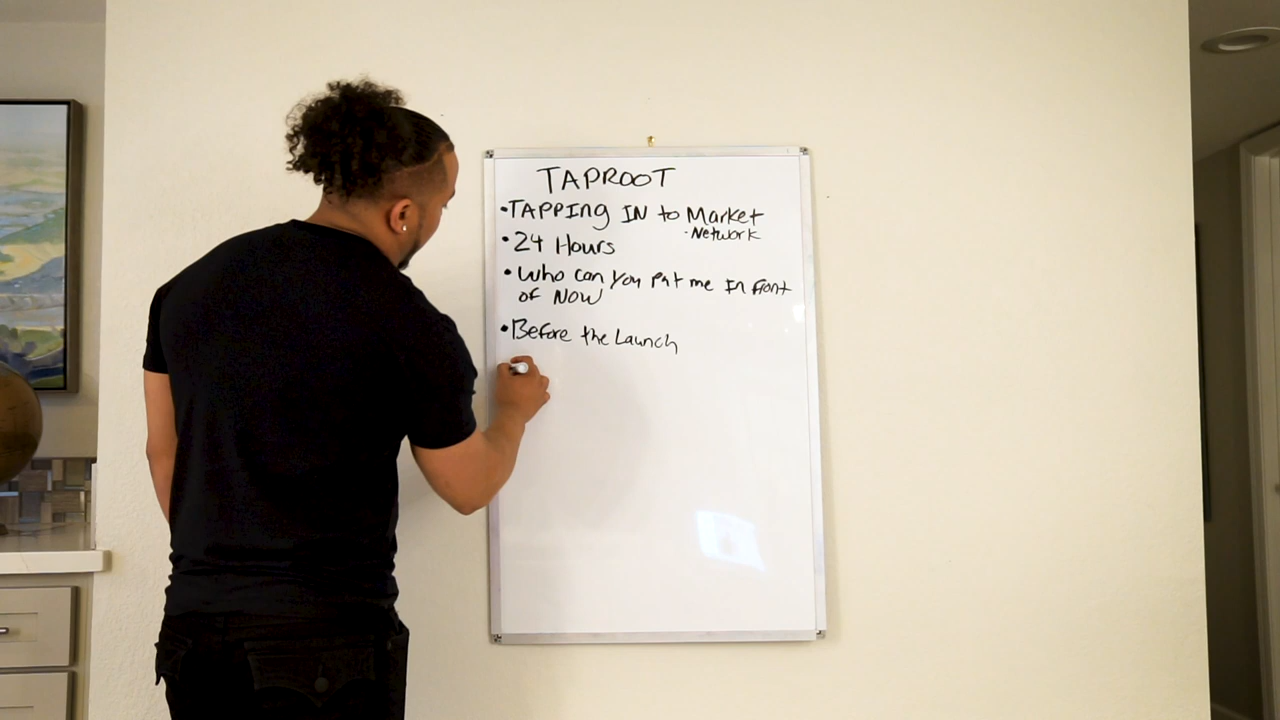 TAPROOT
•TAPPING IN to Market
-Network
•24 Hours
•Who can you put me In front
of Now
•Before the Launch